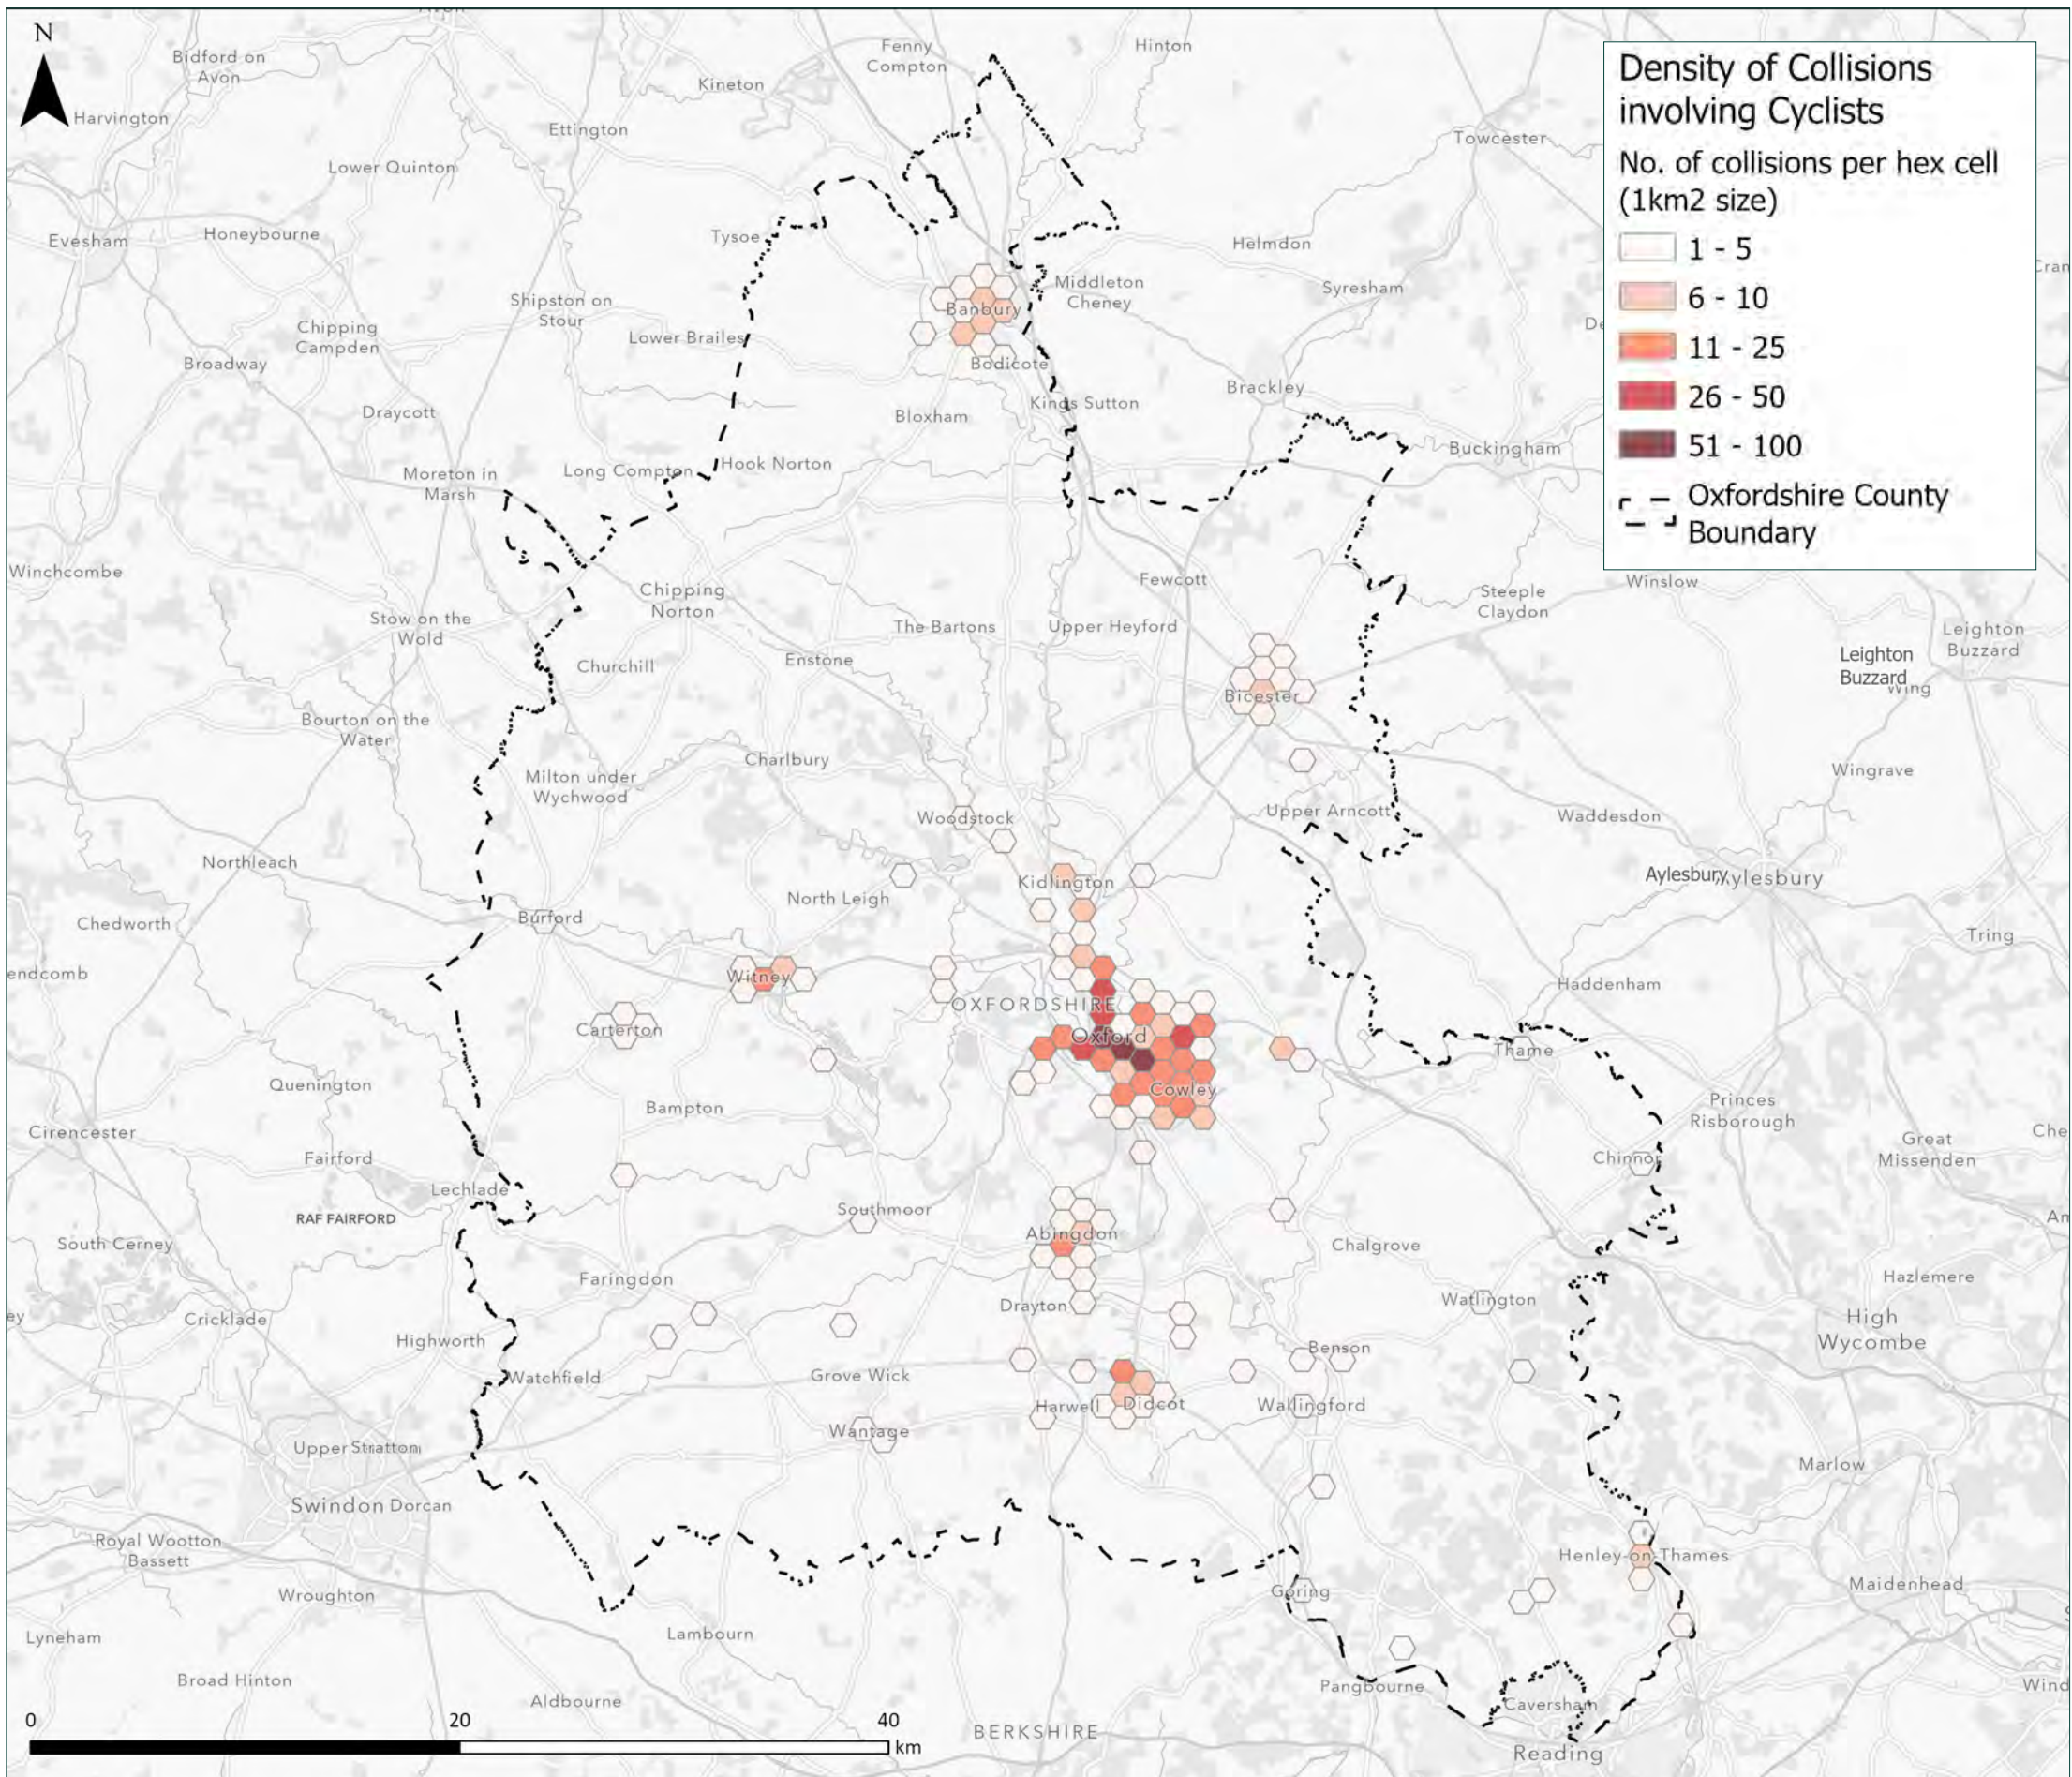 N
Bidford on
Avon
Harvington
Kineton
Fenny
Compton
Hinton
Ettington
Lower Quinton
Towcester
Evesham
Honeybourne
Tysoe
Helmdon
Middleton
Cheney
Syresham
Shipston on
Stour
Banbury
Chipping
Campden
Lower Brailes
Broadway
Bodicote
Draycott
Bloxham
Kings Sutton
Brackley
Buckingham
Moreton in
Marsh
Long Compton
Hook Norton
Density of Collisions
involving Cyclists
No. of collisions per hex cell
(1km2 size)
1 - 5
6 - 10
11 - 25
26 - 50
51 - 100
Oxfordshire County
Boundary
Winchcombe
Chipping
Norton
Fewcott
Steeple
Claydon
Winslow
Stow on the
Wold
The Bartons
Upper Heyford
Leighton
Buzzard
Leighton
Buzzard
Wing
Churchill
Enstone
Bicester
Bourton on the
Water
Charlbury
Milton under
Wychwood
Wingrave
Woodstock
Upper Arncott
Waddesdon
Northleach
Kidlington
Aylesbury
Aylesbury
North Leigh
Chedworth
Burford
Tring
endcomb
Witney
Haddenham
OXFORDSHIRE
Carterton
Oxford
Thame
Quenington
Cowley
Bampton
Princes
Risborough
Cirencester
Great
Missenden
Che
Fairford
Chinnor
Lechlade
RAF FAIRFORD
Southmoor
Am
South Cerney
Abingdon
Chalgrove
Faringdon
Hazlemere
Drayton
Watlington
ey
Cricklade
High
Wycombe
Highworth
Benson
Watchfield
Grove Wick
Harwell
Didcot
Wallingford
Wantage
Upper Stratton
Marlow
Swindon
Dorcan
Royal Wootton
Bassett
Henley-on-Thames
Wroughton
Goring
Maidenhead
Lyneham
Lambourn
Broad Hinton
Pangbourne
Wind
Aldbourne
Caversham
BERKSHIRE
Reading
0
20
40
km